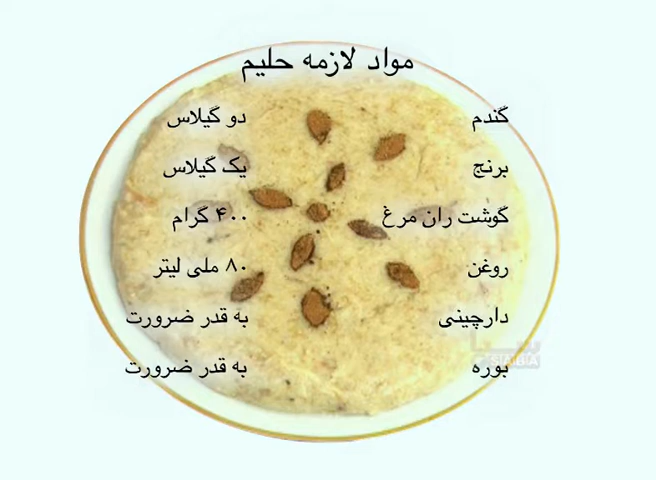 مواد لازمه حلیم
گندم دو گیلاس
برنج یک گیلاس
گوشت ران مرغ ۴۰۰ گرام
روغن ۸۰ ملی لیتر
دارچینی به قدر ضرورت
بوره به قدر ضرورت
SABA